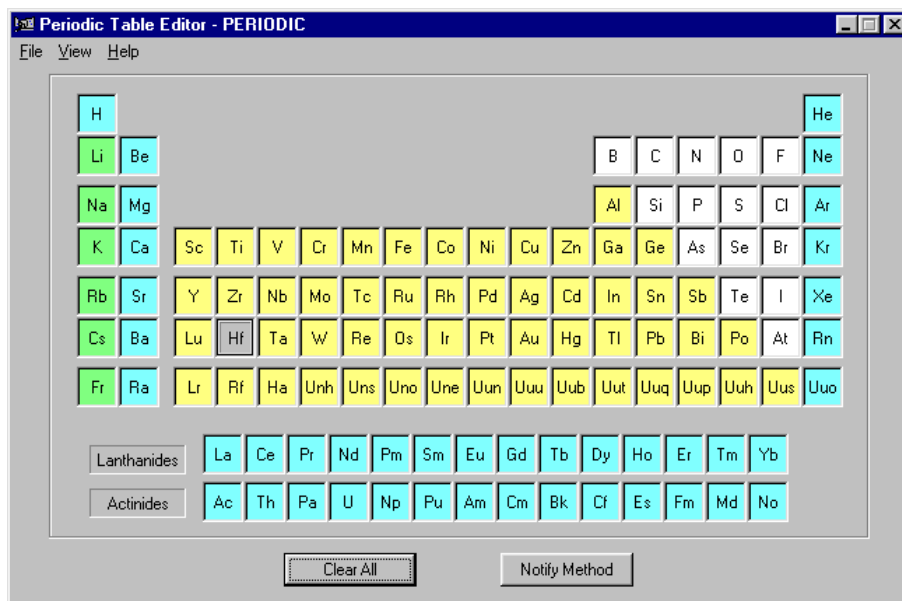 Periodic Table Editor - PERIODIC
File View Help
H He
Li Be B C N O F Ne
Na Mg Al Si P S Cl Ar
K Ca Sc Ti V Cr Mn Fe Co Ni Cu Zn Ga Ge As Se Br Kr
Rb Sr Y Zr Nb Mo Tc Ru Rh Pd Ag Cd In Sn Sb Te I Xe
Cs Ba Lu Hf Ta W Re Os Ir Pt Au Hg Tl Pb Bi Po At Rn
Fr Ra Lr Rf Ha Unh Uns Uno Une Uun Uuu Uub Uut Uuq Uup Uuh Uus Uuo
Lanthanides La Ce Pr Nd Pm Sm Eu Gd Tb Dy Ho Er Tm Yb
Actinides Ac Th Pa U Np Pu Am Cm Bk Cf Es Fm Md No
Clear All Notify Method